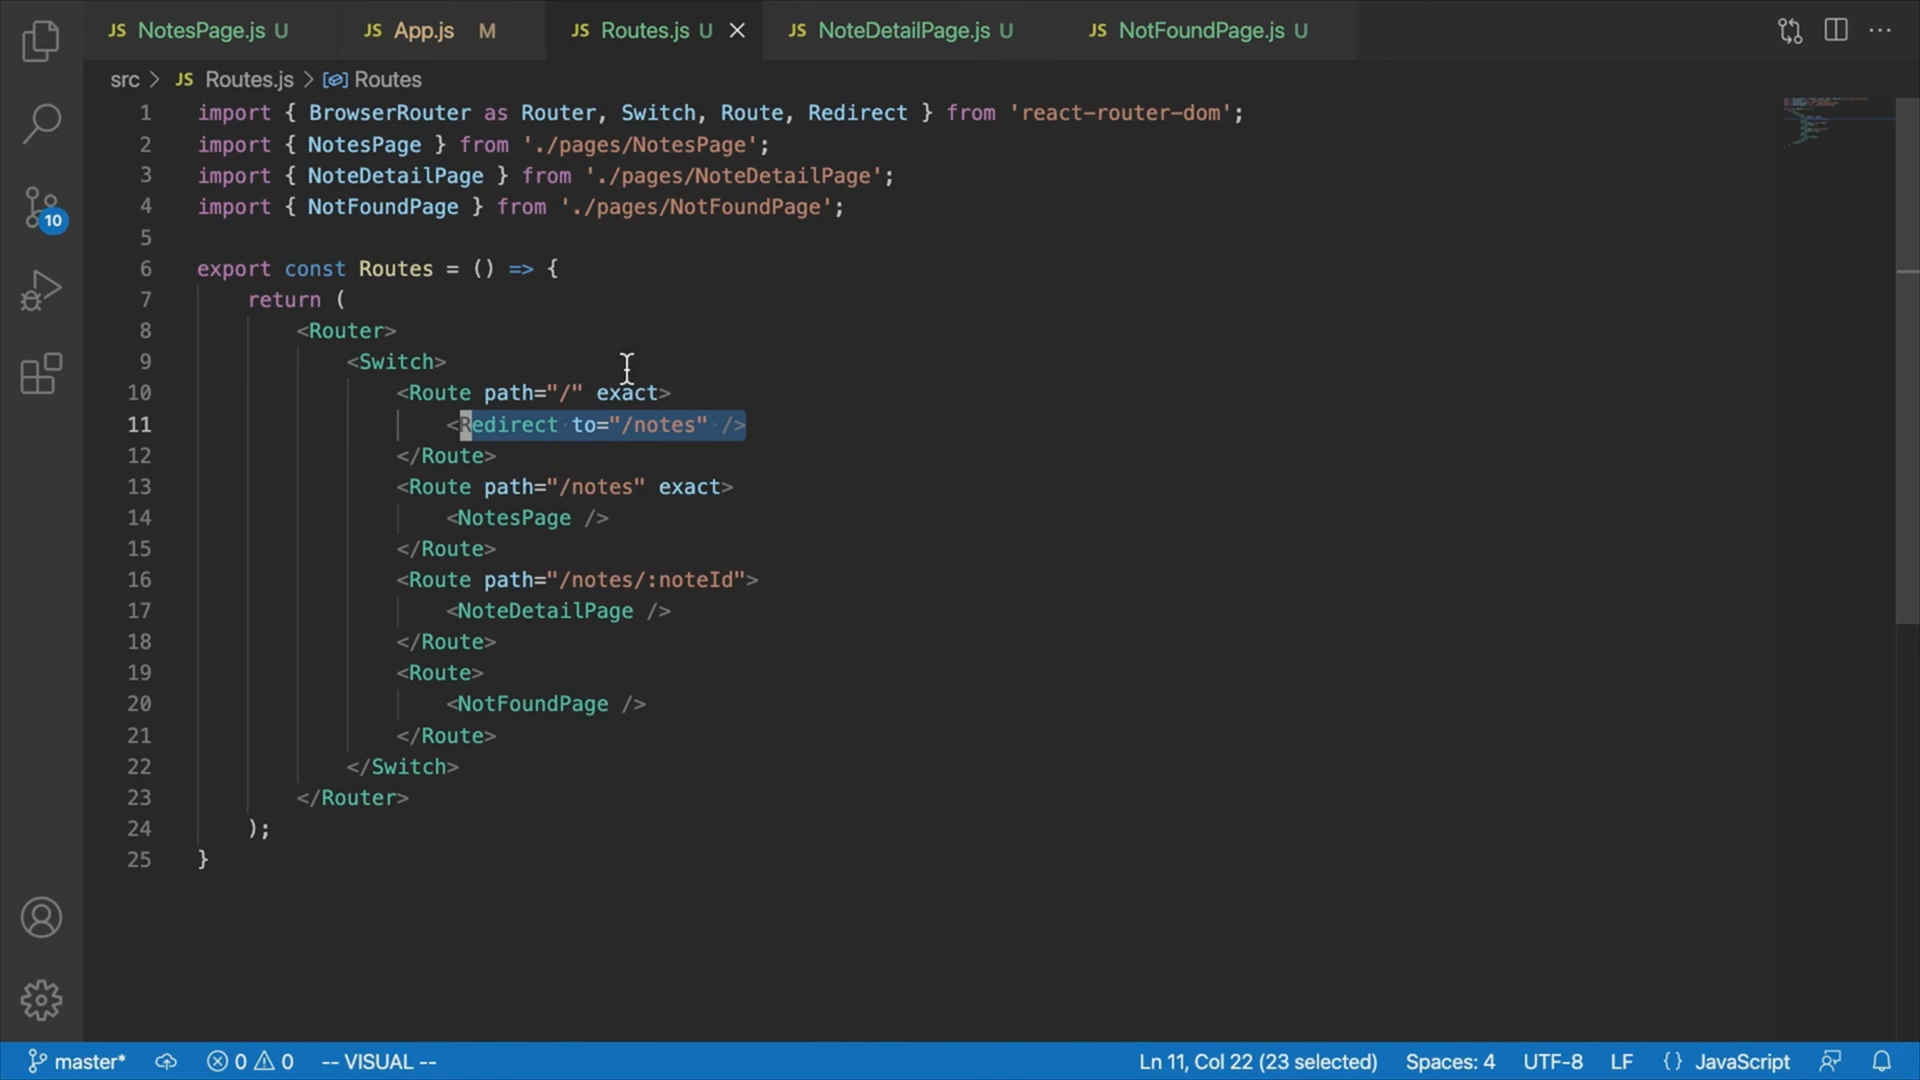 JS NotesPage.js U JS App.js M JS Routes.js U JS NoteDetailPage.js U JS NotFoundPage.js U
src > JS Routes.js > Routes
1 import { BrowserRouter as Router, Switch, Route, Redirect } from 'react-router-dom';
2 import { NotesPage } from './pages/NotesPage';
3 import { NoteDetailPage } from './pages/NoteDetailPage';
4 import { NotFoundPage } from './pages/NotFoundPage';
5
6 export const Routes = () => {
7 return (
8 <Router>
9 <Switch>
10 <Route path="/" exact>
11 <Redirect to="/notes" />
12 </Route>
13 <Route path="/notes" exact>
14 <NotesPage />
15 </Route>
16 <Route path="/notes/:noteId">
17 <NoteDetailPage />
18 </Route>
19 <Route>
20 <NotFoundPage />
21 </Route>
22 </Switch>
23 </Router>
24 );
25 }
10
master* 0 0 -- VISUAL -- Ln 11, Col 22 (23 selected) Spaces: 4 UTF-8 LF {} JavaScript